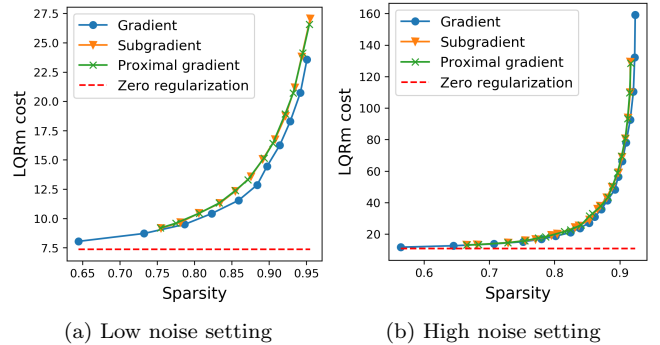 27.5
25.0
22.5
20.0
17.5
15.0
12.5
10.0
7.5
LQRm cost
Gradient
Subgradient
Proximal gradient
Zero regularization
0.65 0.70 0.75 0.80 0.85 0.90 0.95
Sparsity
(a) Low noise setting
160
140
120
100
80
60
40
20
LQRm cost
Gradient
Subgradient
Proximal gradient
Zero regularization
0.6 0.7 0.8 0.9
Sparsity
(b) High noise setting